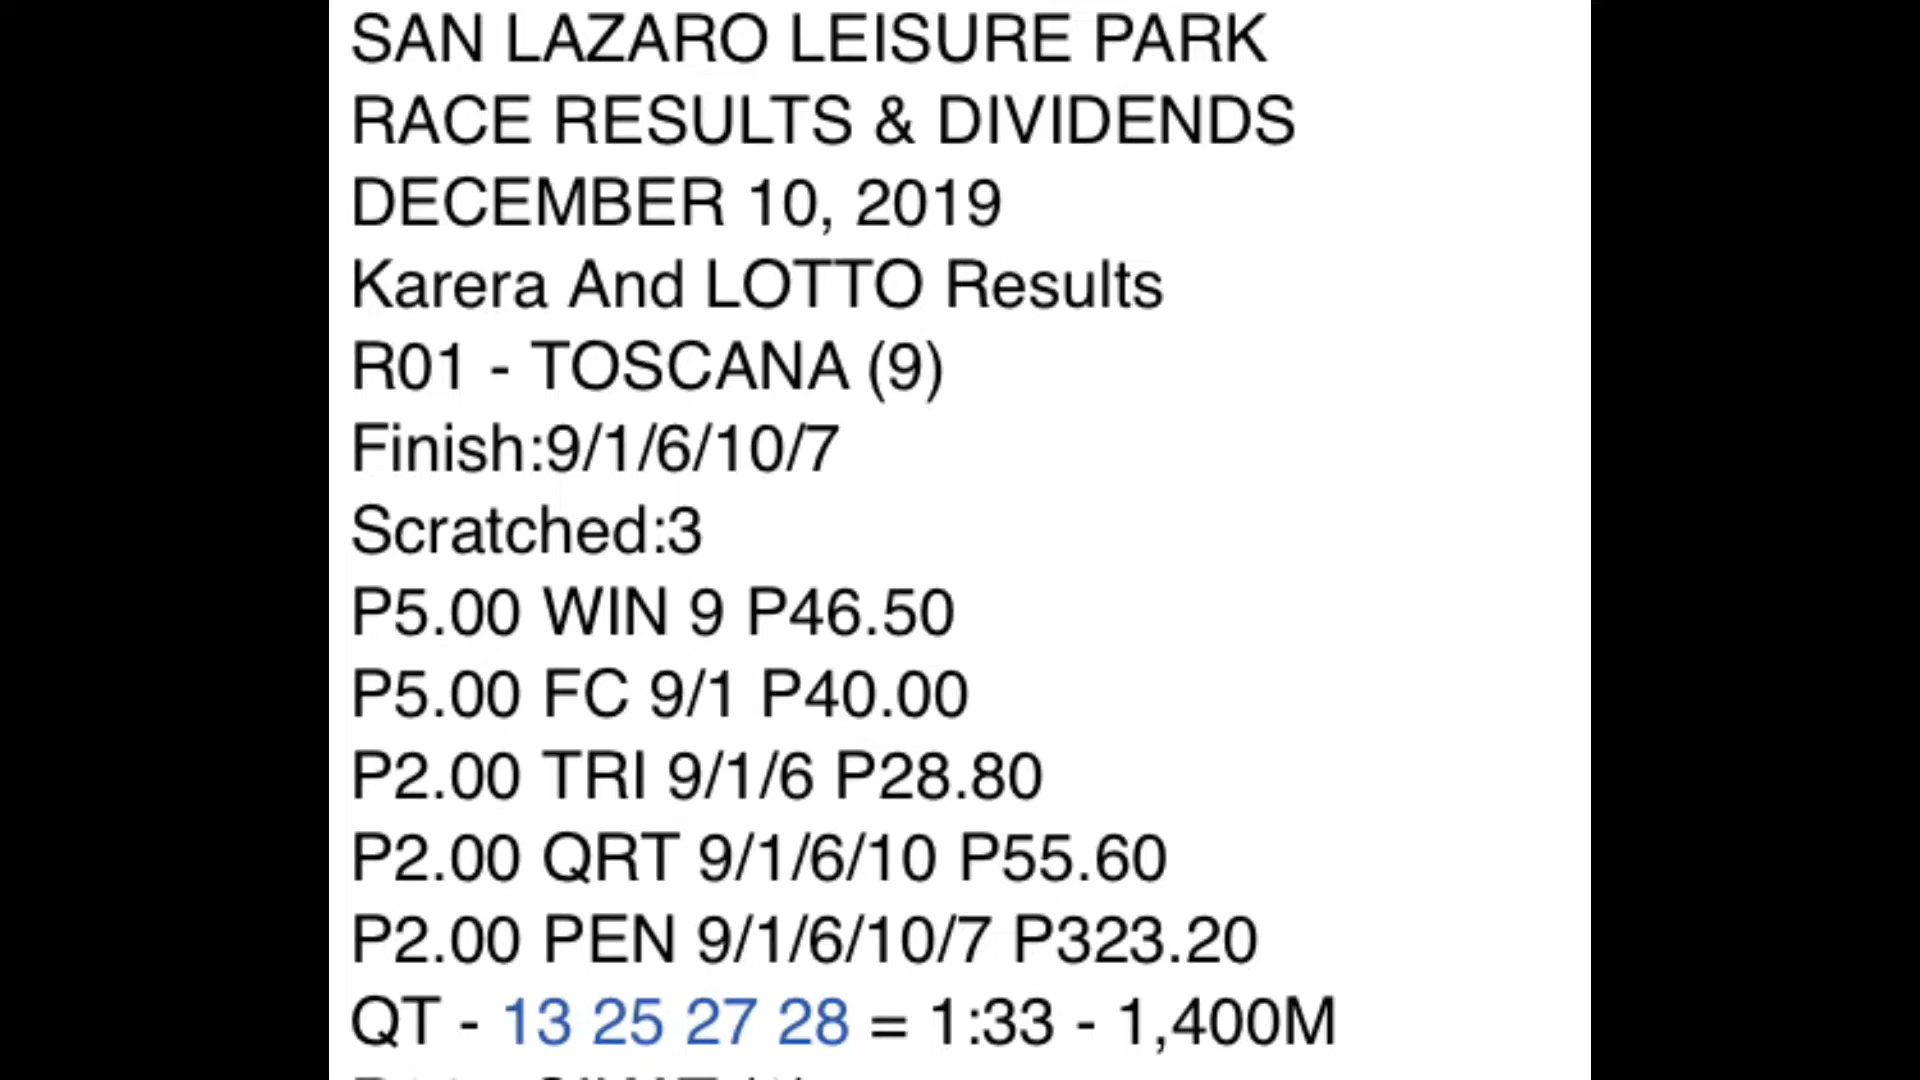 SAN LAZARO LEISURE PARK
RACE RESULTS & DIVIDENDS
DECEMBER 10, 2019
Karera And LOTTO Results
R01 - TOSCANA (9)
Finish:9/1/6/10/7
Scratched:3
P5.00 WIN 9 P46.50
P5.00 FC 9/1 P40.00
P2.00 TRI 9/1/6 P28.80
P2.00 QRT 9/1/6/10 P55.60
P2.00 PEN 9/1/6/10/7 P323.20
QT - 13 25 27 28 = 1:33 - 1,400M